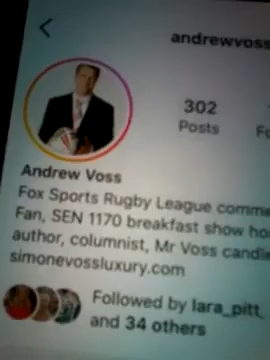 andrewvoss
302
Posts
Andrew Voss
Fox Sports Rugby League comme
Fan, SEN 1170 breakfast show ho
author, columnist, Mr Voss candle
simonevossluxury.com
Followed by lara_pitt,
and 34 others